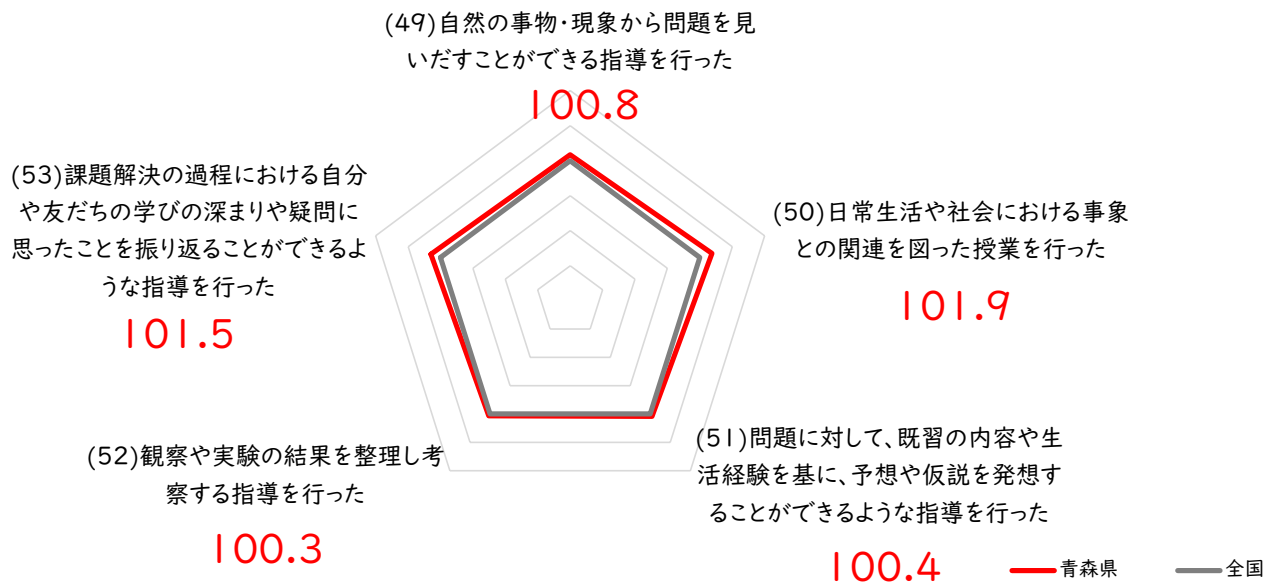 (49)自然の事物・現象から問題を見
いだすことができる指導を行った
100.8
(53)課題解決の過程における自分
や友だちの学びの深まりや疑問に
思ったことを振り返ることができるよ
うな指導を行った
101.5
(50)日常生活や社会における事象
との関連を図った授業を行った
101.9
(52)観察や実験の結果を整理し考
察する指導を行った
100.3
(51)問題に対して、既習の内容や生
活経験を基に、予想や仮説を発想す
ることができるような指導を行った
100.4
青森県
全国